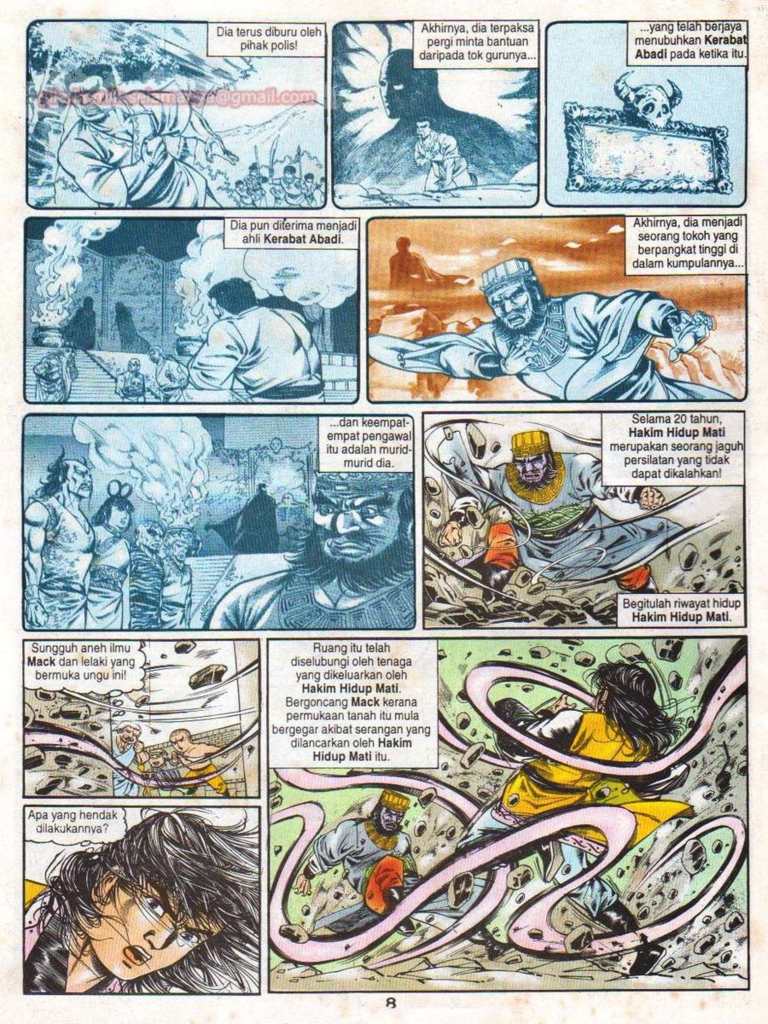 Dia terus diburu oleh
pihak polis!
Akhirnya, dia terpaksa
pergi minta bantuan
daripada tok gurunya...
...yang telah berjaya
menubuhkan Kerabat
Abadi pada ketika itu.
Dia pun diterima menjadi
ahli Kerabat Abadi.
Akhirnya, dia menjadi
seorang tokoh yang
berpangkat tinggi di
dalam kumpulannya...
...dan keempat-
empat pengawal
itu adalah murid-
murid dia.
Selama 20 tahun,
Hakim Hidup Mati
merupakan seorang jaguh
persilatan yang tidak
dapat dikalahkan!
Begitulah riwayat hidup
Hakim Hidup Mati.
Sungguh aneh ilmu
Mack dan lelaki yang
bermuka ungu ini!
Ruang itu telah
diselubungi oleh tenaga
yang dikeluarkan oleh
Hakim Hidup Mati.
Bergoncang Mack kerana
permukaan tanah itu mula
bergegar akibat serangan yang
dilancarkan oleh Hakim
Hidup Mati itu.
Apa yang hendak
dilakukannya?
8